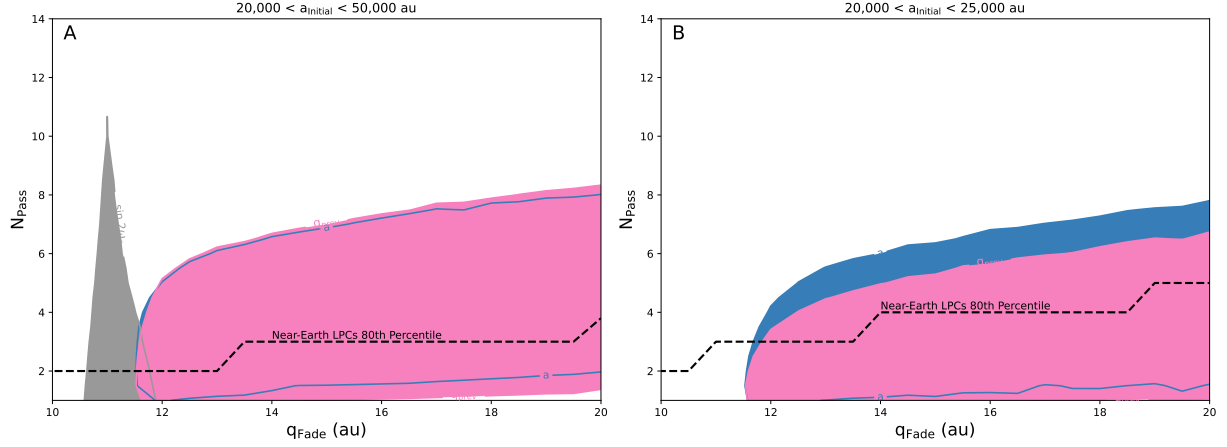 20,000 < a_Initial < 50,000 au
A
14
12
10
8
6
4
2
N_Pass
a
Near-Earth LPCs 80th Percentile
a
10 12 14 16 18 20
q_Fade (au)
20,000 < a_Initial < 25,000 au
B
14
12
10
8
6
4
2
N_Pass
a
Near-Earth LPCs 80th Percentile
a
10 12 14 16 18 20
q_Fade (au)